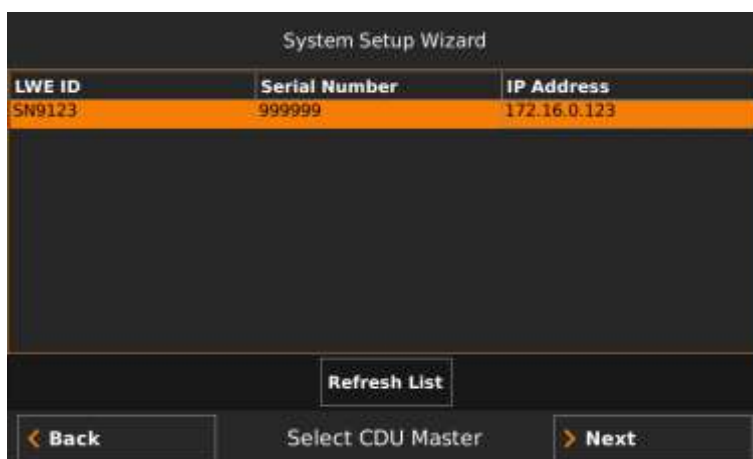 System Setup Wizard
LWE ID Serial Number IP Address
SN9123 999999 172.16.0.123
Refresh List
Back Select CDU Master Next